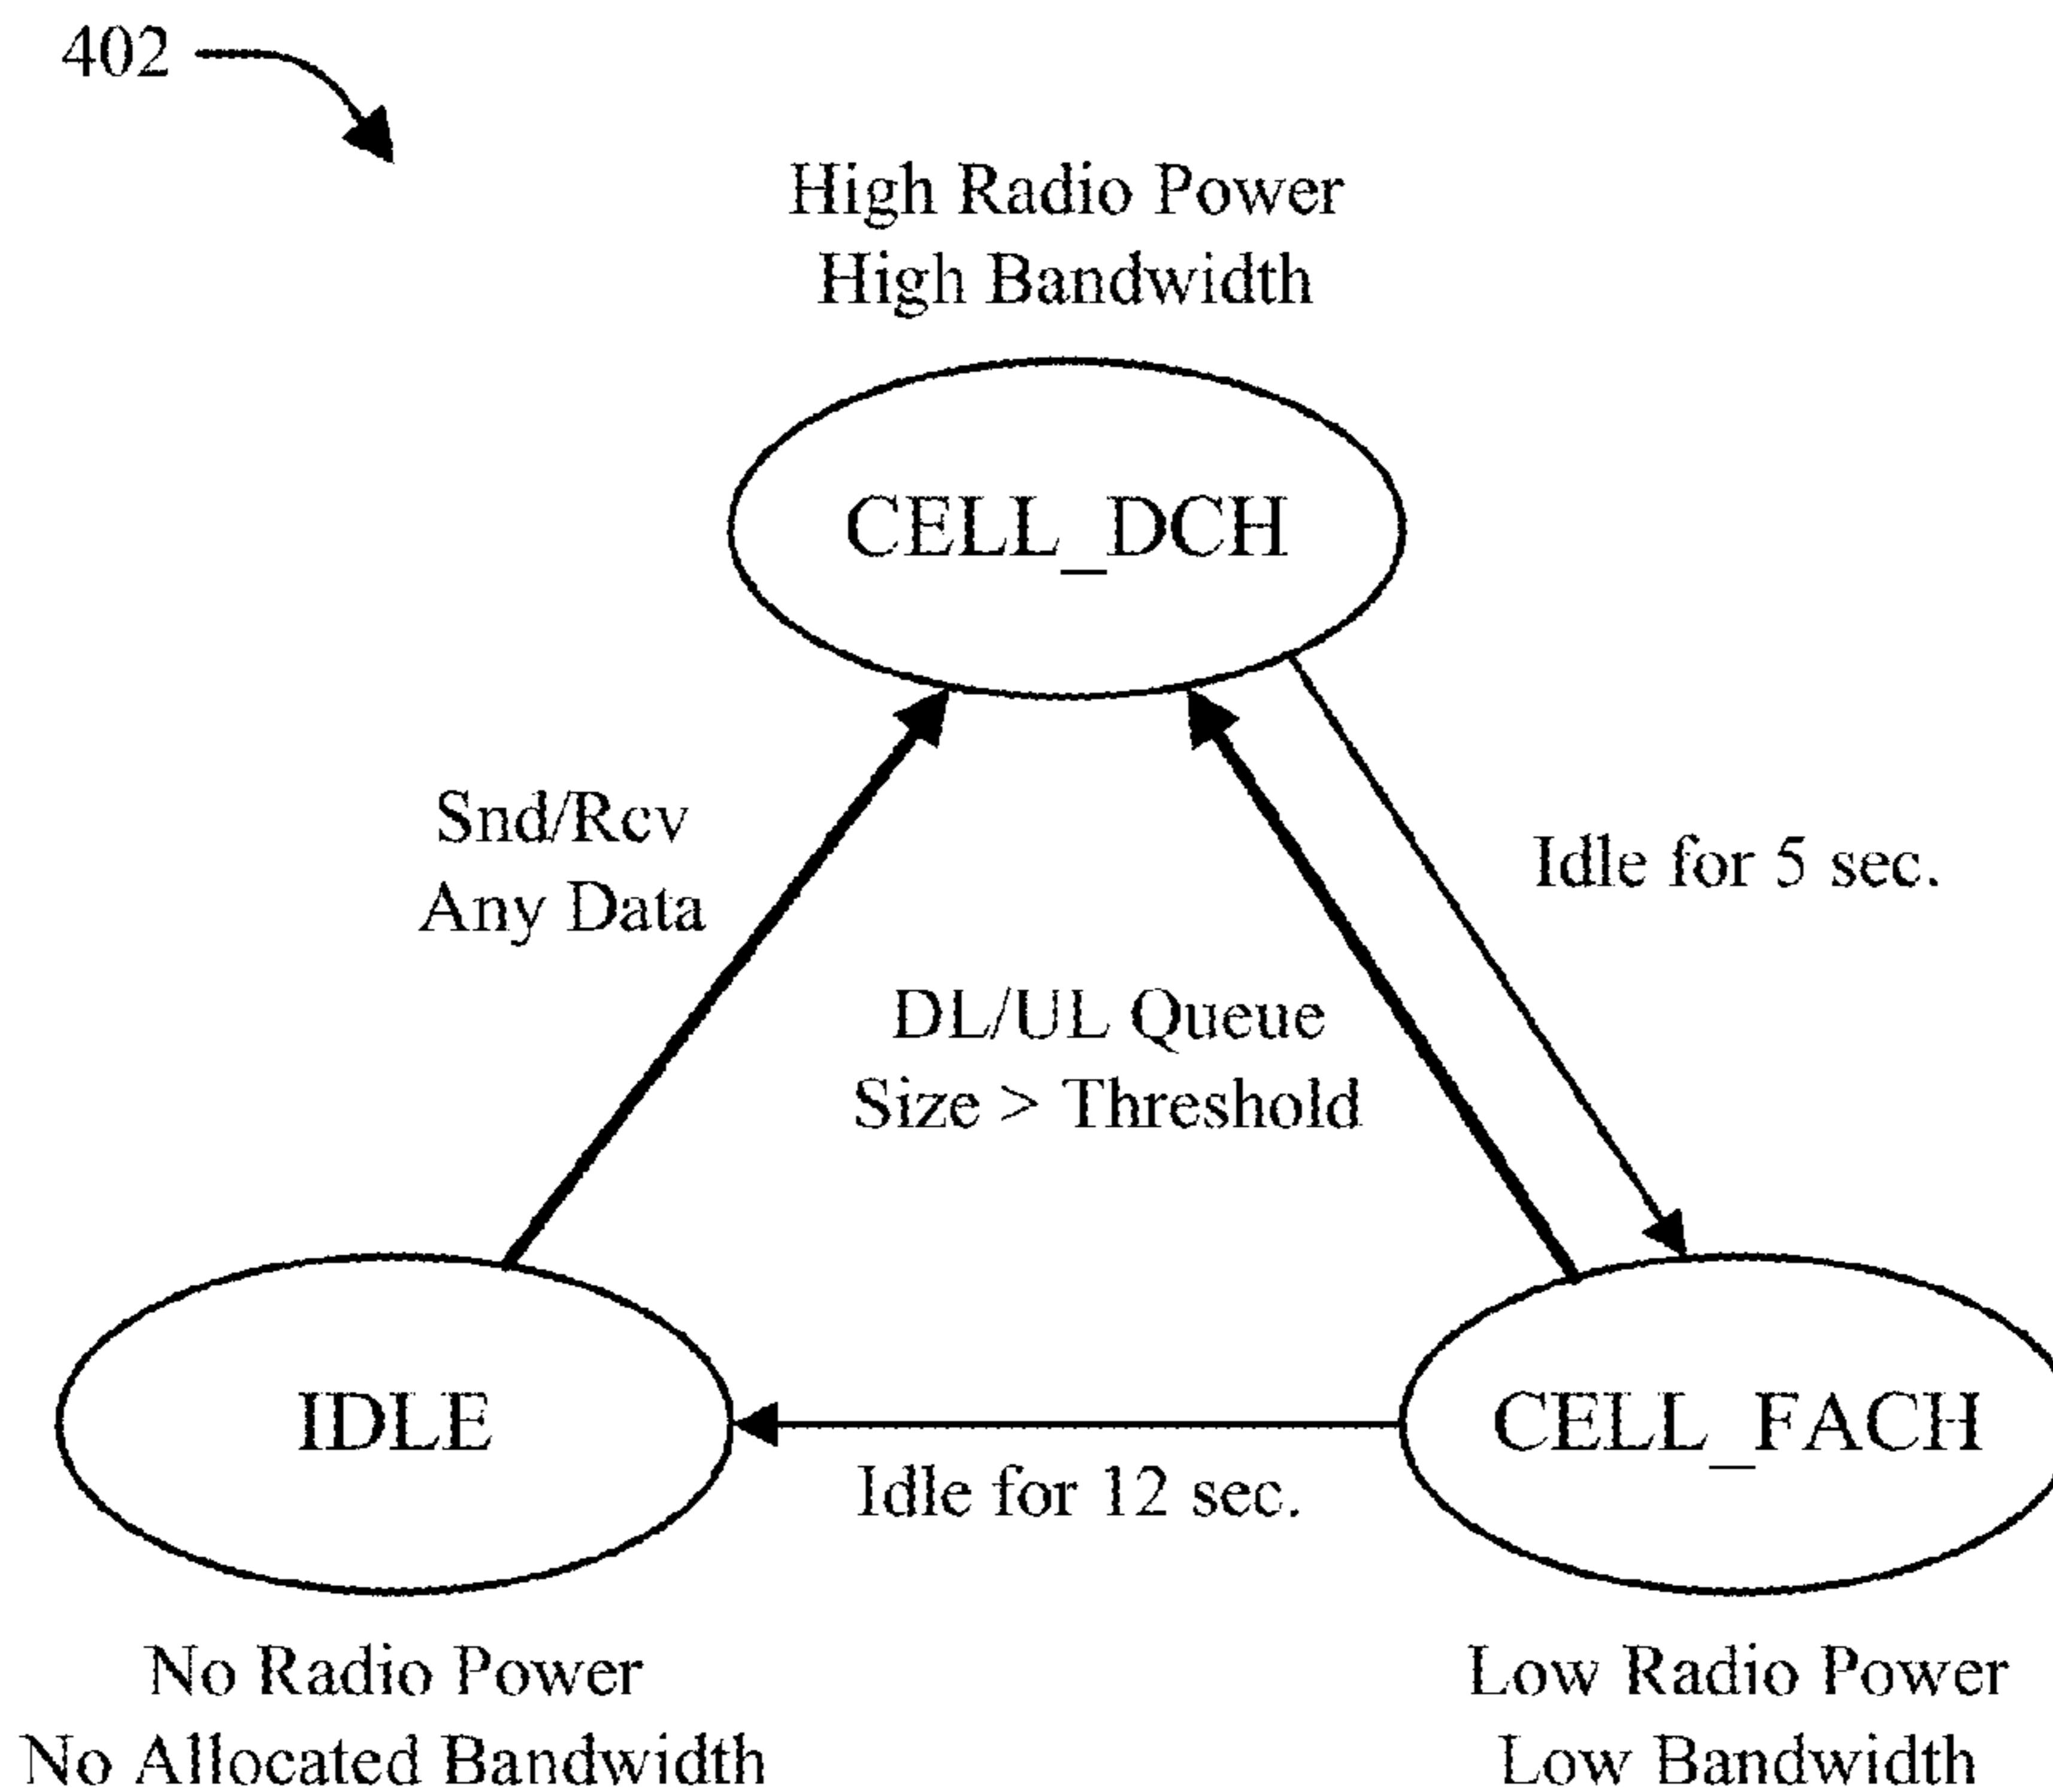 402
High Radio Power
High Bandwidth
CELL_DCH
Snd/Rcv
Any Data
Idle for 5 sec.
DL/UL Queue
Size > Threshold
IDLE
CELL_FACH
Idle for 12 sec.
No Radio Power
No Allocated Bandwidth
Low Radio Power
Low Bandwidth